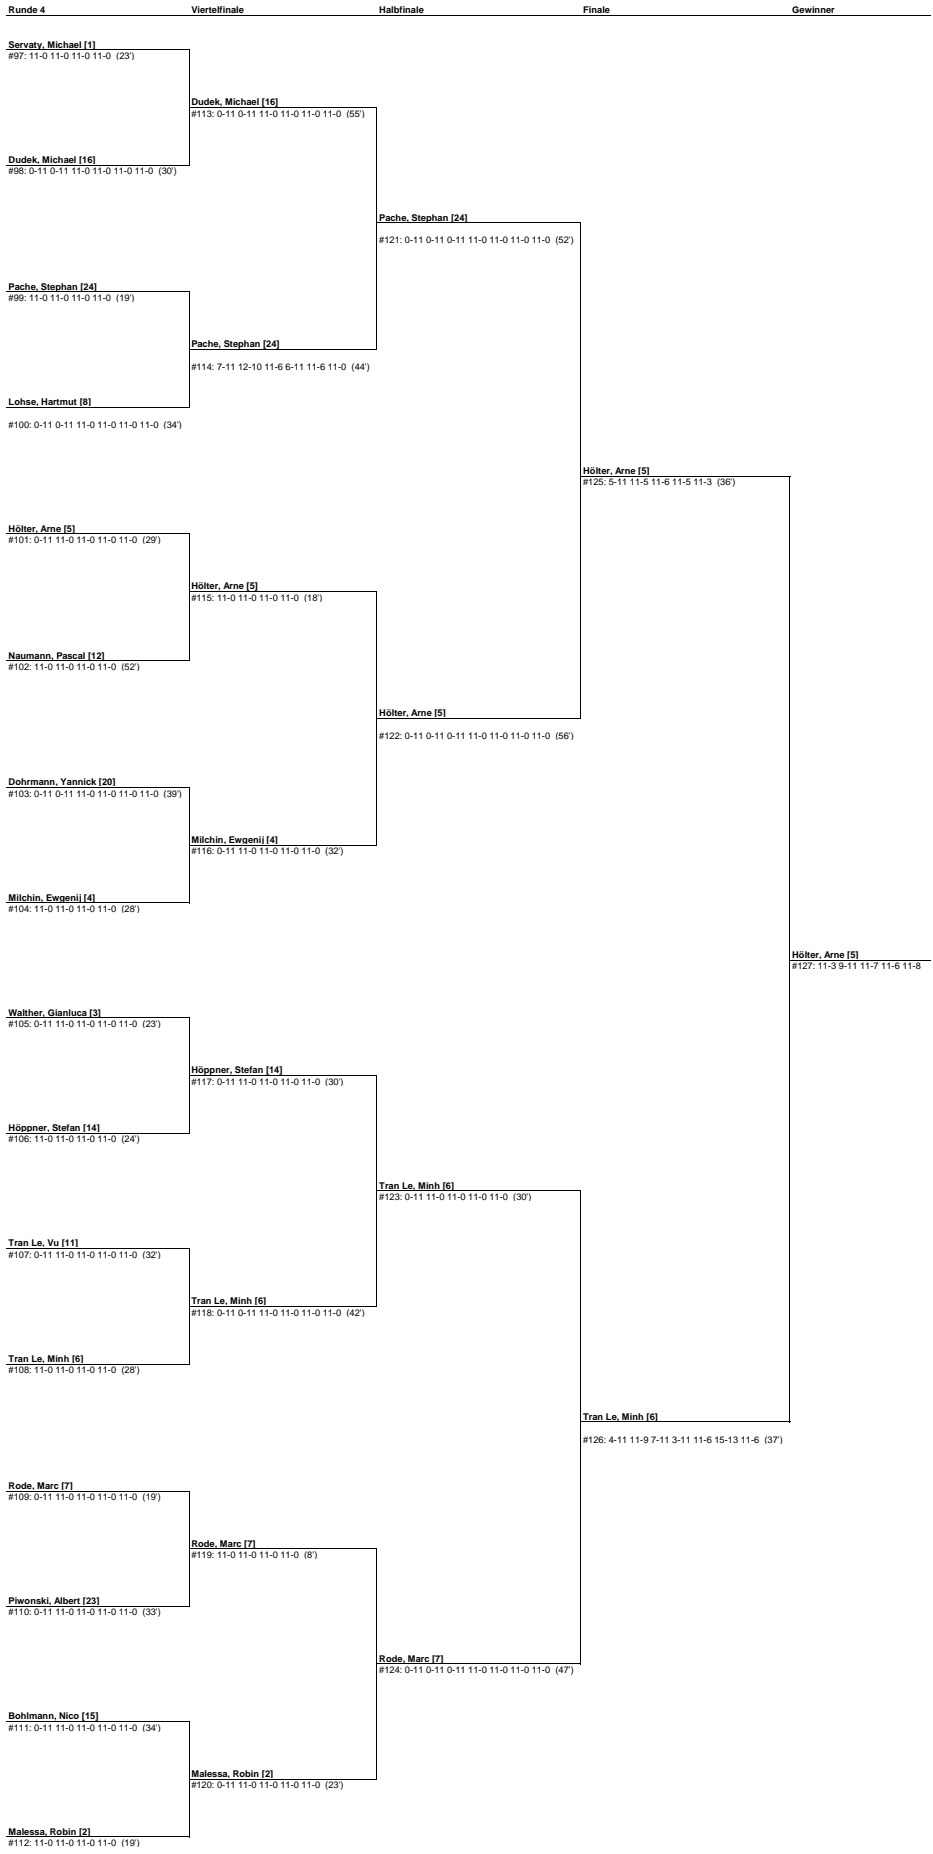 Runde 4 Viertelfinale Halbfinale Finale Gewinner
Servaty, Michael [1]
#97: 11-0 11-0 11-0 11-0 (23')
Dudek, Michael [16]
#113: 0-11 0-11 11-0 11-0 11-0 11-0 (55')
Dudek, Michael [16]
#98: 0-11 0-11 11-0 11-0 11-0 11-0 (30')
Pache, Stephan [24]
#121: 0-11 0-11 0-11 11-0 11-0 11-0 11-0 (52')
Pache, Stephan [24]
#99: 11-0 11-0 11-0 11-0 (19')
Pache, Stephan [24]
#114: 7-11 12-10 11-6 6-11 11-6 11-0 (44')
Lohse, Hartmut [8]
#100: 0-11 0-11 11-0 11-0 11-0 11-0 (34')
Hölter, Arne [5]
#125: 5-11 11-5 11-6 11-5 11-3 (36')
Hölter, Arne [5]
#101: 0-11 11-0 11-0 11-0 11-0 (29')
Hölter, Arne [5]
#115: 11-0 11-0 11-0 11-0 (18')
Naumann, Pascal [12]
#102: 11-0 11-0 11-0 11-0 (52')
Hölter, Arne [5]
#122: 0-11 0-11 0-11 11-0 11-0 11-0 11-0 (56')
Dohrmann, Yannick [20]
#103: 0-11 0-11 11-0 11-0 11-0 11-0 (39')
Milchin, Ewgenij [4]
#116: 0-11 11-0 11-0 11-0 11-0 (32')
Milchin, Ewgenij [4]
#104: 11-0 11-0 11-0 11-0 (28')
Hölter, Arne [5]
#127: 11-3 9-11 11-7 11-6 11-8
Walther, Gianluca [3]
#105: 0-11 11-0 11-0 11-0 11-0 (23')
Höppner, Stefan [14]
#117: 0-11 11-0 11-0 11-0 11-0 (30')
Höppner, Stefan [14]
#106: 11-0 11-0 11-0 11-0 (24')
Tran Le, Minh [6]
#123: 0-11 11-0 11-0 11-0 11-0 (30')
Tran Le, Vu [11]
#107: 0-11 11-0 11-0 11-0 11-0 (32')
Tran Le, Minh [6]
#118: 0-11 0-11 11-0 11-0 11-0 11-0 (42')
Tran Le, Minh [6]
#108: 11-0 11-0 11-0 11-0 (28')
Tran Le, Minh [6]
#126: 4-11 11-9 7-11 3-11 11-6 15-13 11-6 (37')
Rode, Marc [7]
#109: 0-11 11-0 11-0 11-0 11-0 (19')
Rode, Marc [7]
#119: 11-0 11-0 11-0 11-0 (8')
Piwonski, Albert [23]
#110: 0-11 11-0 11-0 11-0 11-0 (33')
Rode, Marc [7]
#124: 0-11 0-11 0-11 11-0 11-0 11-0 11-0 (47')
Bohlmann, Nico [15]
#111: 0-11 11-0 11-0 11-0 11-0 (34')
Malessa, Robin [2]
#120: 0-11 11-0 11-0 11-0 11-0 (23')
Malessa, Robin [2]
#112: 11-0 11-0 11-0 11-0 (19')